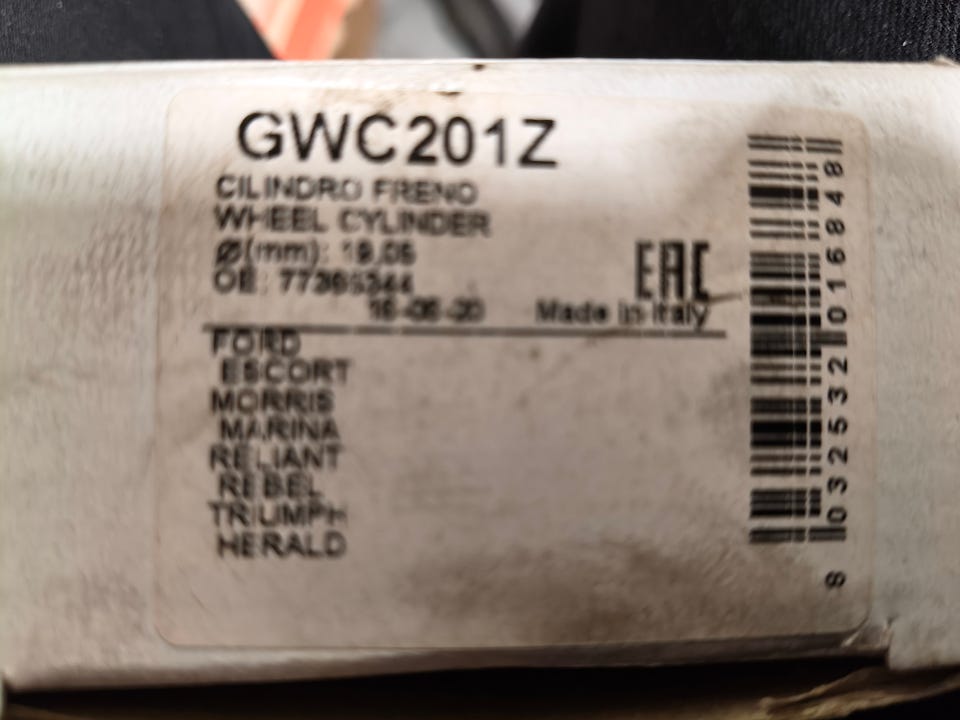 GWC201Z
CILINDRO FRENO
WHEEL CYLINDER
Ø(mm): 19,05
OE:
16-06-20 Made in Italy
EAC
FORD
ESCORT
MORRIS
MARINA
RELIANT
REBEL
TRIUMPH
HERALD
8 032532 016848